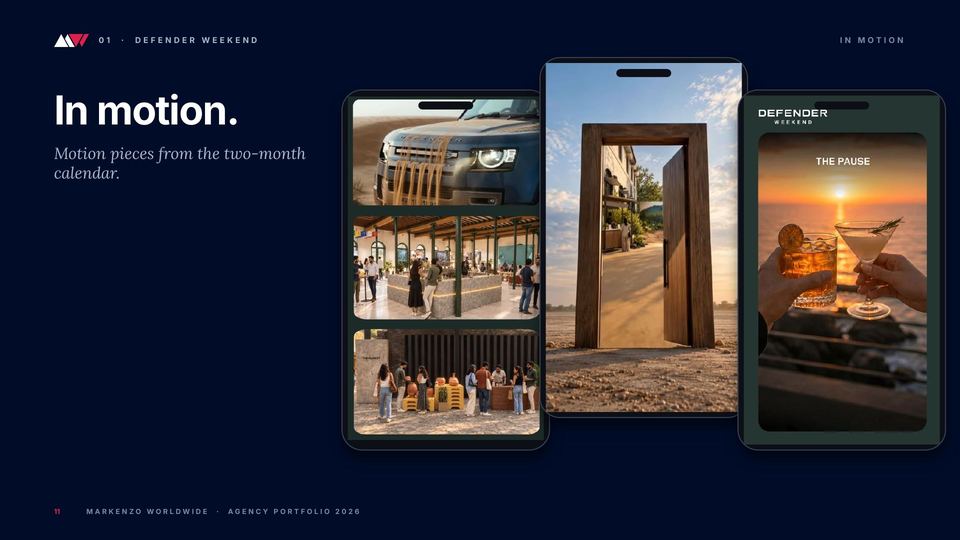 01 · DEFENDER WEEKEND
IN MOTION
In motion.
Motion pieces from the two-month
calendar.
DEFENDER
WEEKEND
THE PAUSE
11 MARKENZO WORLDWIDE · AGENCY PORTFOLIO 2026